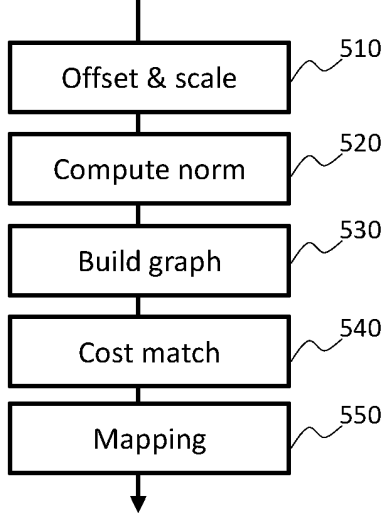 Offset & scale
510
Compute norm
520
Build graph
530
Cost match
540
Mapping
550